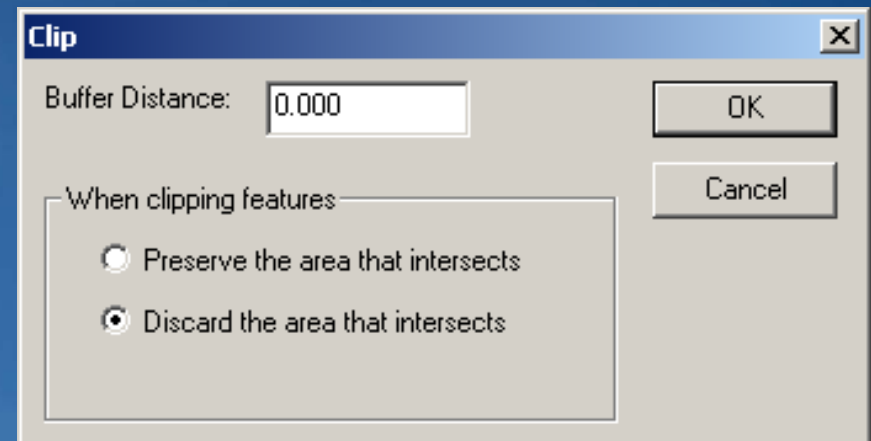 Clip
Buffer Distance: 0.000
OK
When clipping features
Cancel
Preserve the area that intersects
Discard the area that intersects